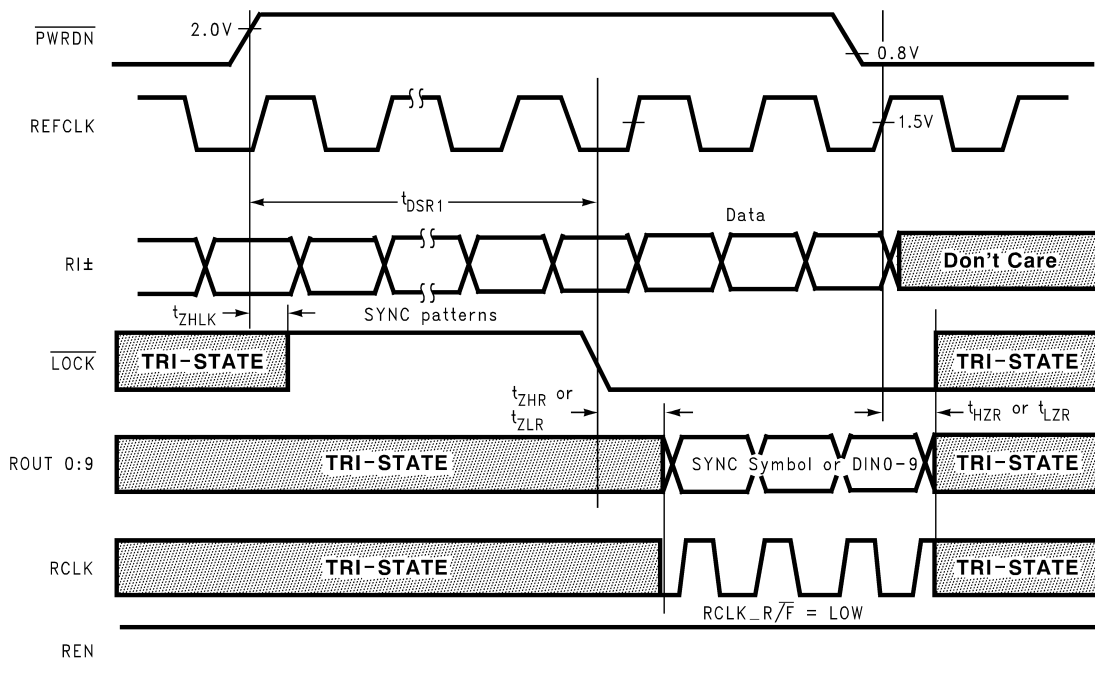 PWRDN
2.0V
0.8V
REFCLK
1.5V
tDSR1
Data
RI±
Don't Care
tZHLK
SYNC patterns
LOCK
TRI-STATE
TRI-STATE
tZHR or
tZLR
tHZR or tLZR
ROUT 0:9
TRI-STATE
SYNC Symbol or DIN0-9
TRI-STATE
RCLK
TRI-STATE
TRI-STATE
RCLK_R/F = LOW
REN